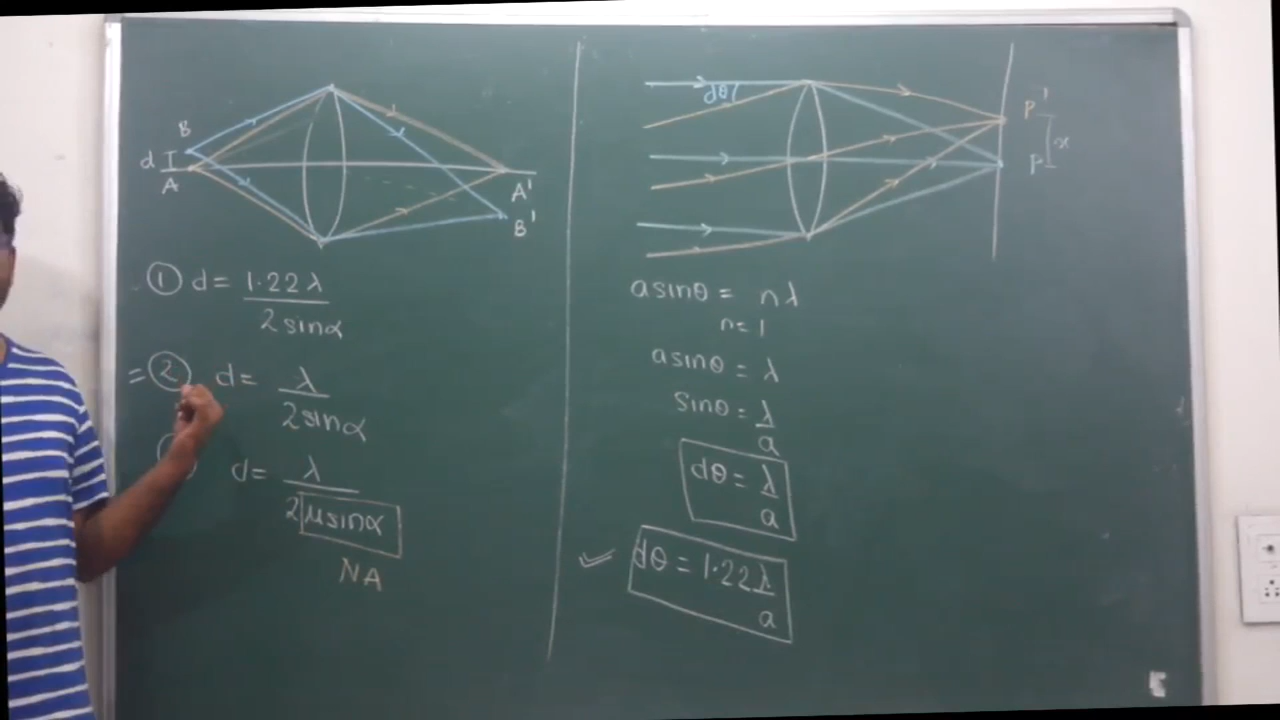 B
d
A
A'
B'
① d = 1.22λ
2 sinα
= ② d = λ
2 sinα
d = λ
2 μ sinα
NA
dθ
P'
x
P
a sinθ = nλ
n = 1
a sinθ = λ
sinθ = λ
a
dθ = λ
a
dθ = 1.22λ
a